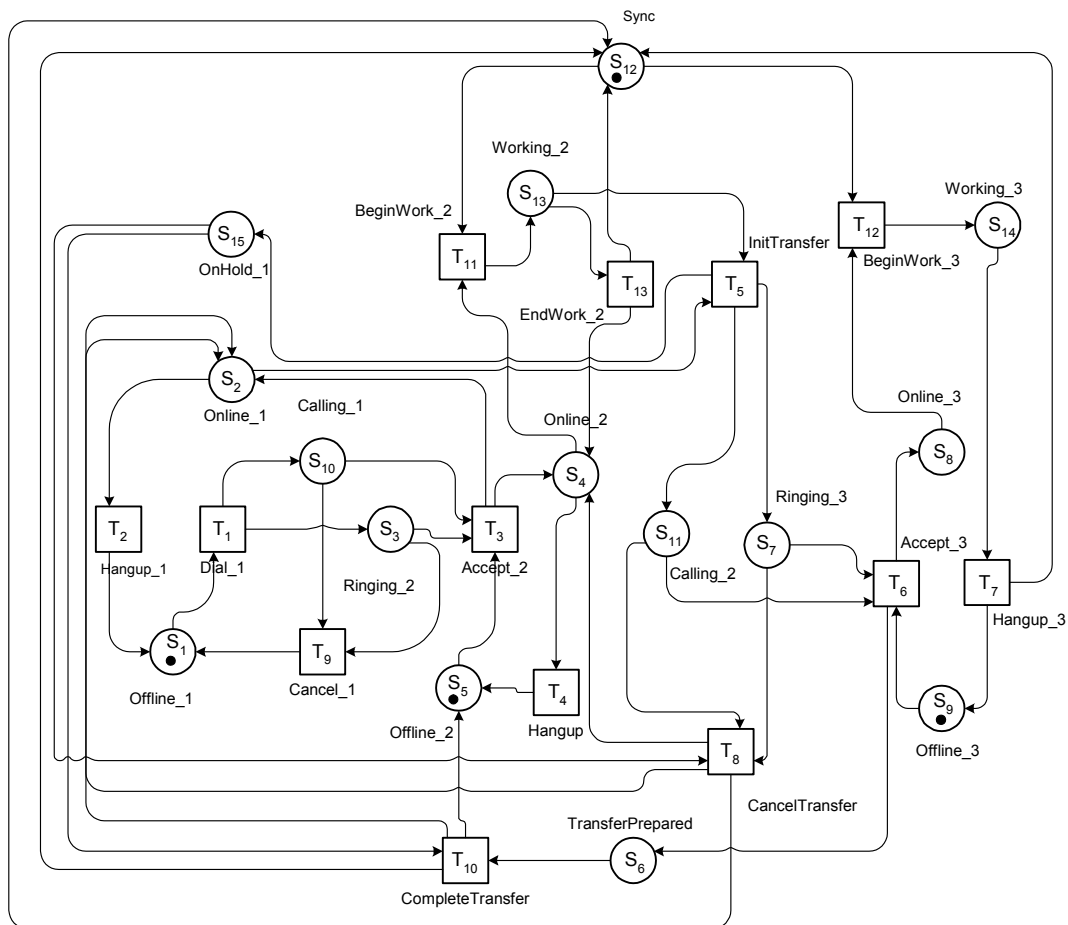 Sync
S12
Working_2
S13
Working_3
S14
BeginWork_2
S15
OnHold_1
T12
BeginWork_3
InitTransfer
T11
T13
T5
EndWork_2
S2
Online_1
Calling_1
Online_2
Online_3
S8
S10
S4
Ringing_3
T2
Hangup_1
T1
Dial_1
S3
Ringing_2
T3
Accept_2
S11
Calling_2
S7
Accept_3
T6
T7
Hangup_3
S1
Offline_1
T9
Cancel_1
S5
Offline_2
T4
Hangup
S9
Offline_3
T8
CancelTransfer
TransferPrepared
T10
CompleteTransfer
S6